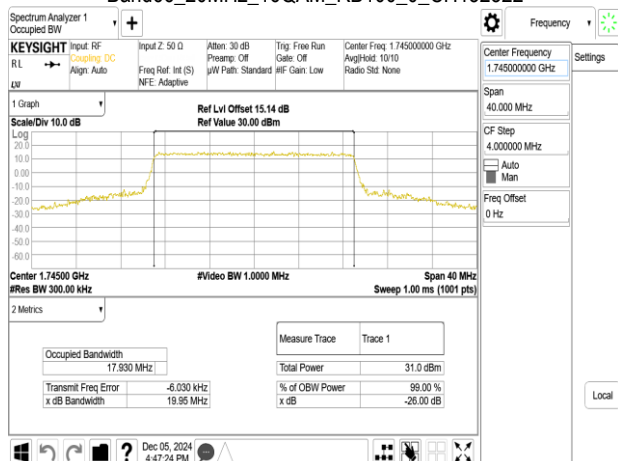 Spectrum Analyzer 1
Occupied BW
+
Frequency
KEYSIGHT
Input: RF
Coupling: DC
Align: Auto
RL
LXI
Input Z: 50 Ω
Freq Ref: Int (S)
NFE: Adaptive
Atten: 30 dB
Preamp: Off
µW Path: Standard
Trig: Free Run
Gate: Off
#IF Gain: Low
Center Freq: 1.745000000 GHz
Avg|Hold: 10/10
Radio Std: None
Center Frequency
1.745000000 GHz
Settings
Span
40.000 MHz
CF Step
4.000000 MHz
Auto
Man
Freq Offset
0 Hz
Local
1 Graph
Scale/Div 10.0 dB
Ref Lvl Offset 15.14 dB
Ref Value 30.00 dBm
Log
20.0
10.0
0.00
-10.0
-20.0
-30.0
-40.0
-50.0
-60.0
Center 1.74500 GHz
#Video BW 1.0000 MHz
Span 40 MHz
#Res BW 300.00 kHz
Sweep 1.00 ms (1001 pts)
2 Metrics
Measure Trace
Trace 1
Occupied Bandwidth
17.930 MHz
Total Power
31.0 dBm
Transmit Freq Error
-6.030 kHz
% of OBW Power
99.00 %
x dB Bandwidth
19.95 MHz
x dB
-26.00 dB
?
Dec 05, 2024
4:47:24 PM